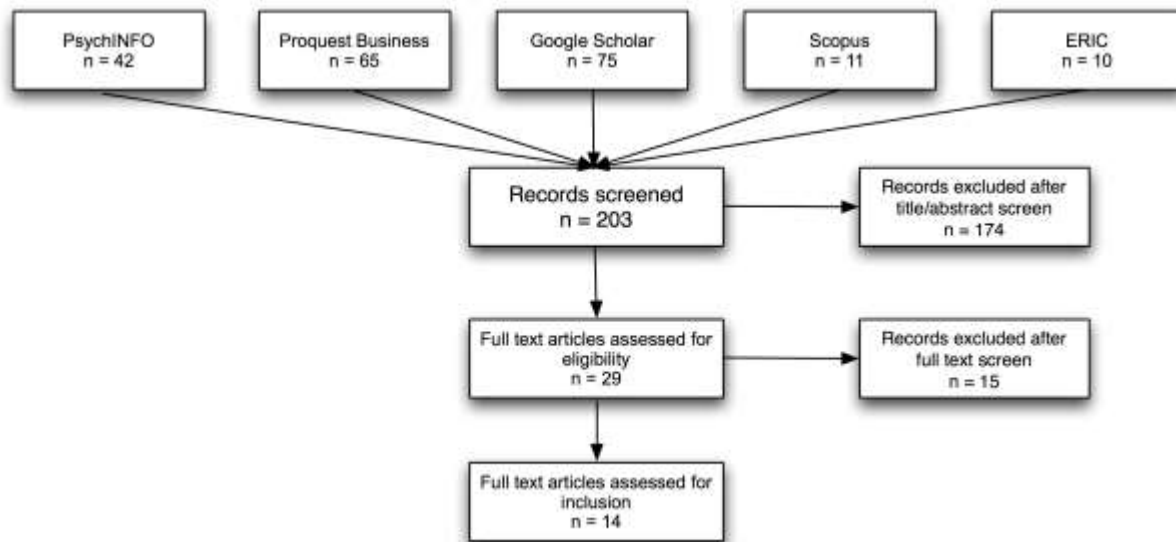 PsychINFO
n = 42
Proquest Business
n = 65
Google Scholar
n = 75
Scopus
n = 11
ERIC
n = 10
Records screened
n = 203
Records excluded after
title/abstract screen
n = 174
Full text articles assessed for
eligibility
n = 29
Records excluded after
full text screen
n = 15
Full text articles assessed for
inclusion
n = 14